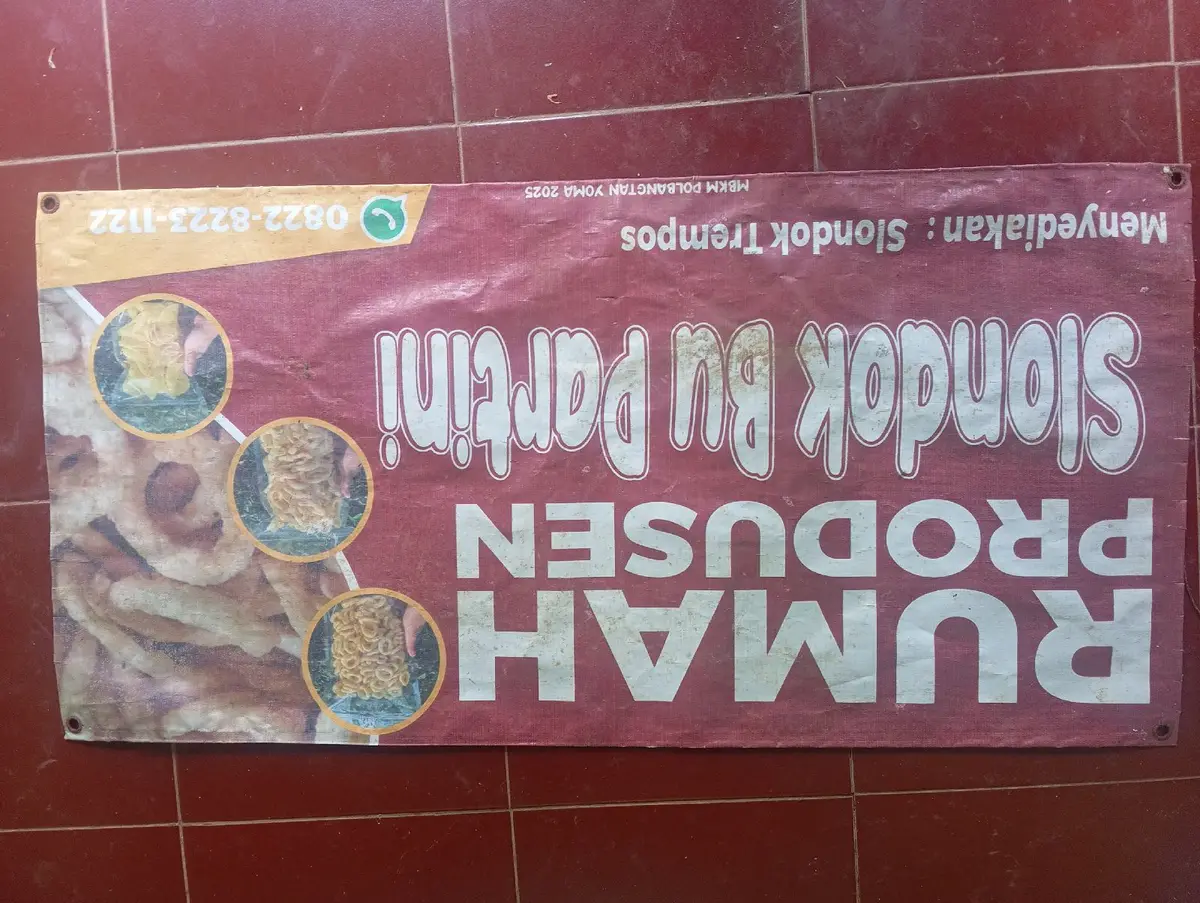 RUMAH
PRODUSEN
Slondok Bu Partini
Menyediakan : Slondok Trempos
MBKM POLBANGTAN YOMA 2025
0822-8223-1122